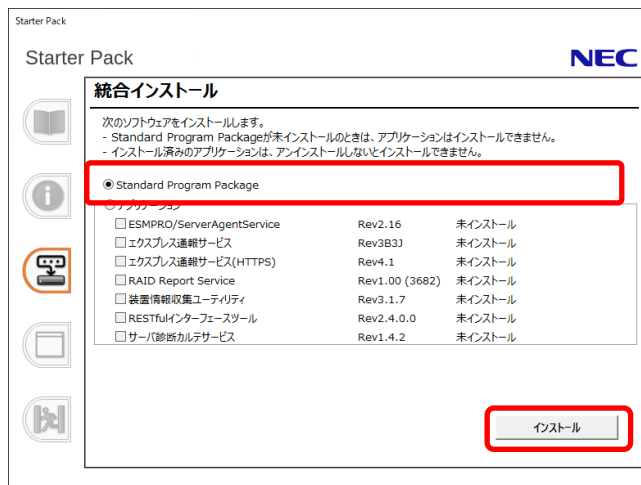 Starter Pack
Starter Pack NEC
統合インストール
次のソフトウェアをインストールします。
- Standard Program Packageが未インストールのときは、アプリケーションはインストールできません。
- インストール済みのアプリケーションは、アンインストールしないとインストールできません。
Standard Program Package
アプリケーション
ESMPRO/ServerAgentService Rev2.16 未インストール
エクスプレス通報サービス Rev3B3J 未インストール
エクスプレス通報サービス(HTTPS) Rev4.1 未インストール
RAID Report Service Rev1.00 (3682) 未インストール
装置情報収集ユーティリティ Rev3.1.7 未インストール
RESTfulインターフェースツール Rev2.4.0.0 未インストール
サーバ診断カルテサービス Rev1.4.2 未インストール
インストール